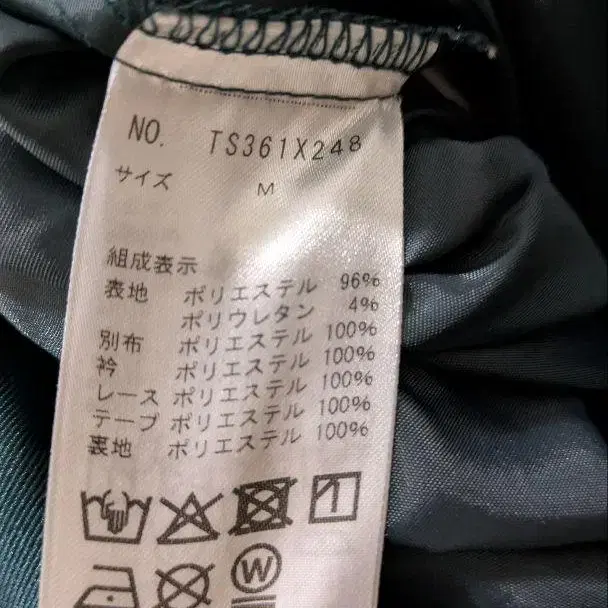 NO. TS361X248
サイズ M
組成表示
表地 ポリエステル 96%
ポリウレタン 4%
別布 ポリエステル 100%
衿 ポリエステル 100%
レース ポリエステル 100%
テープ ポリエステル 100%
裏地 ポリエステル 100%
W